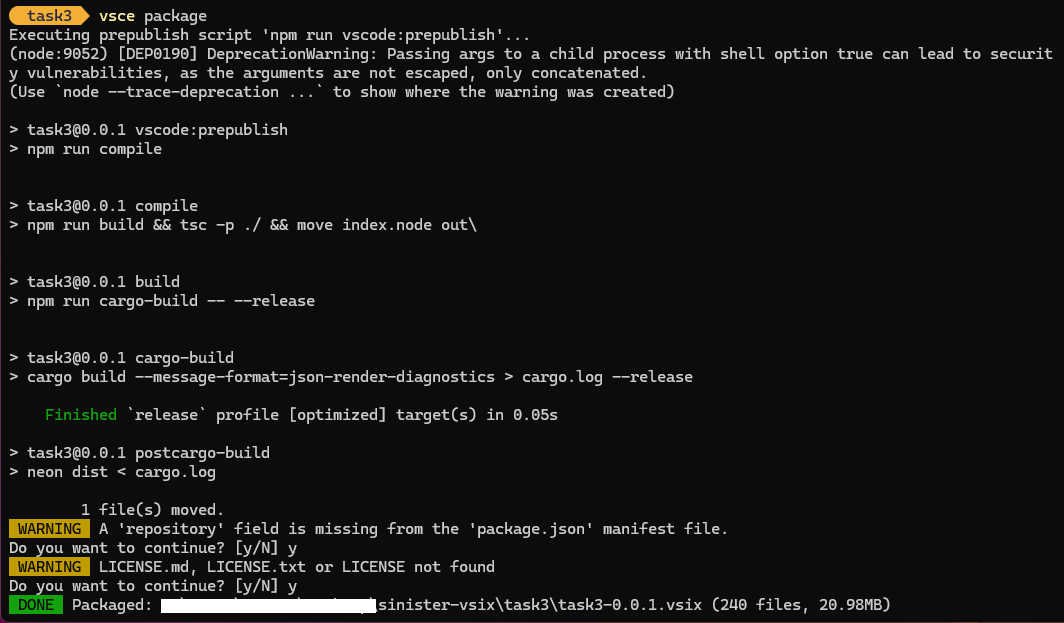 task3 vsce package
Executing prepublish script 'npm run vscode:prepublish'...
(node:9052) [DEP0190] DeprecationWarning: Passing args to a child process with shell option true can lead to securit
y vulnerabilities, as the arguments are not escaped, only concatenated.
(Use `node --trace-deprecation ...` to show where the warning was created)
> task3@0.0.1 vscode:prepublish
> npm run compile
> task3@0.0.1 compile
> npm run build && tsc -p ./ && move index.node out\
> task3@0.0.1 build
> npm run cargo-build -- --release
> task3@0.0.1 cargo-build
> cargo build --message-format=json-render-diagnostics > cargo.log --release
Finished `release` profile [optimized] target(s) in 0.05s
> task3@0.0.1 postcargo-build
> neon dist < cargo.log
1 file(s) moved.
WARNING A 'repository' field is missing from the 'package.json' manifest file.
Do you want to continue? [y/N] y
WARNING LICENSE.md, LICENSE.txt or LICENSE not found
Do you want to continue? [y/N] y
DONE Packaged: \sinister-vsix\task3\task3-0.0.1.vsix (240 files, 20.98MB)